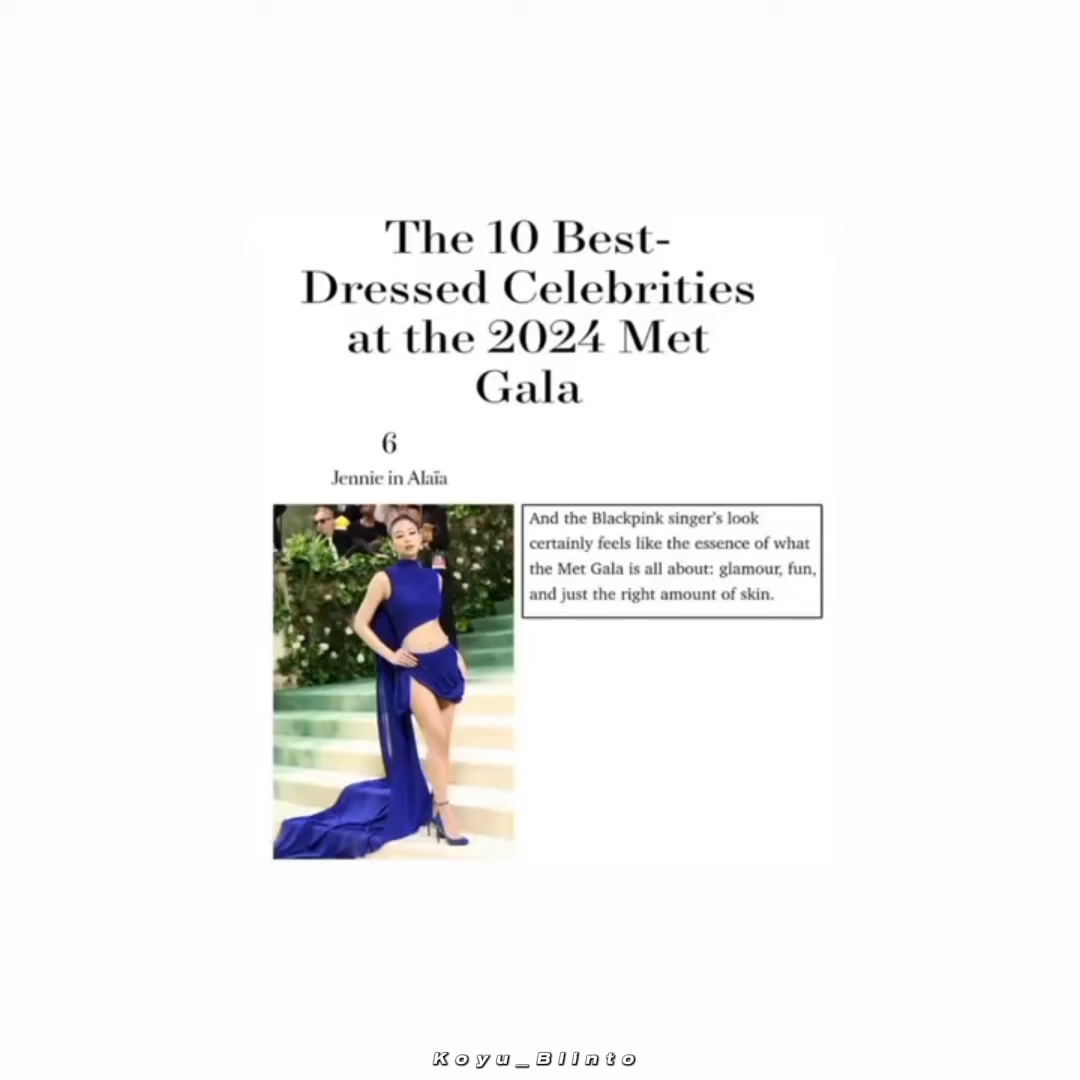 The 10 Best-
Dressed Celebrities
at the 2024 Met
Gala
6
Jennie in Alaïa
And the Blackpink singer's look
certainly feels like the essence of what
the Met Gala is all about: glamour, fun,
and just the right amount of skin.
Koyu_Blinto